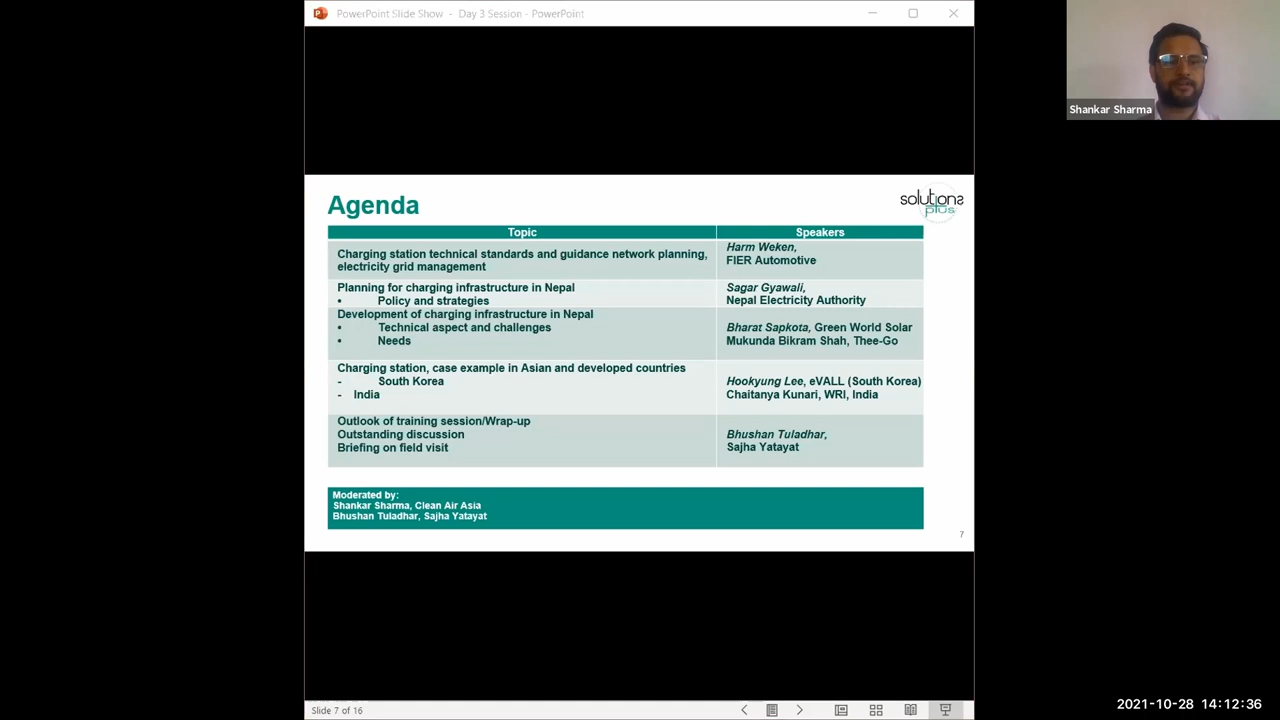 PowerPoint Slide Show - Day 3 Session - PowerPoint
Shankar Sharma
Agenda
solutions
plus
Topic
Speakers
Charging station technical standards and guidance network planning,
electricity grid management
Harm Weken,
FIER Automotive
Planning for charging infrastructure in Nepal
• Policy and strategies
Sagar Gyawali,
Nepal Electricity Authority
Development of charging infrastructure in Nepal
• Technical aspect and challenges
• Needs
Bharat Sapkota, Green World Solar
Mukunda Bikram Shah, Thee-Go
Charging station, case example in Asian and developed countries
- South Korea
- India
Hookyung Lee, eVALL (South Korea)
Chaitanya Kunari, WRI, India
Outlook of training session/Wrap-up
Outstanding discussion
Briefing on field visit
Bhushan Tuladhar,
Sajha Yatayat
Moderated by:
Shankar Sharma, Clean Air Asia
Bhushan Tuladhar, Sajha Yatayat
7
Slide 7 of 16
2021-10-28 14:12:36